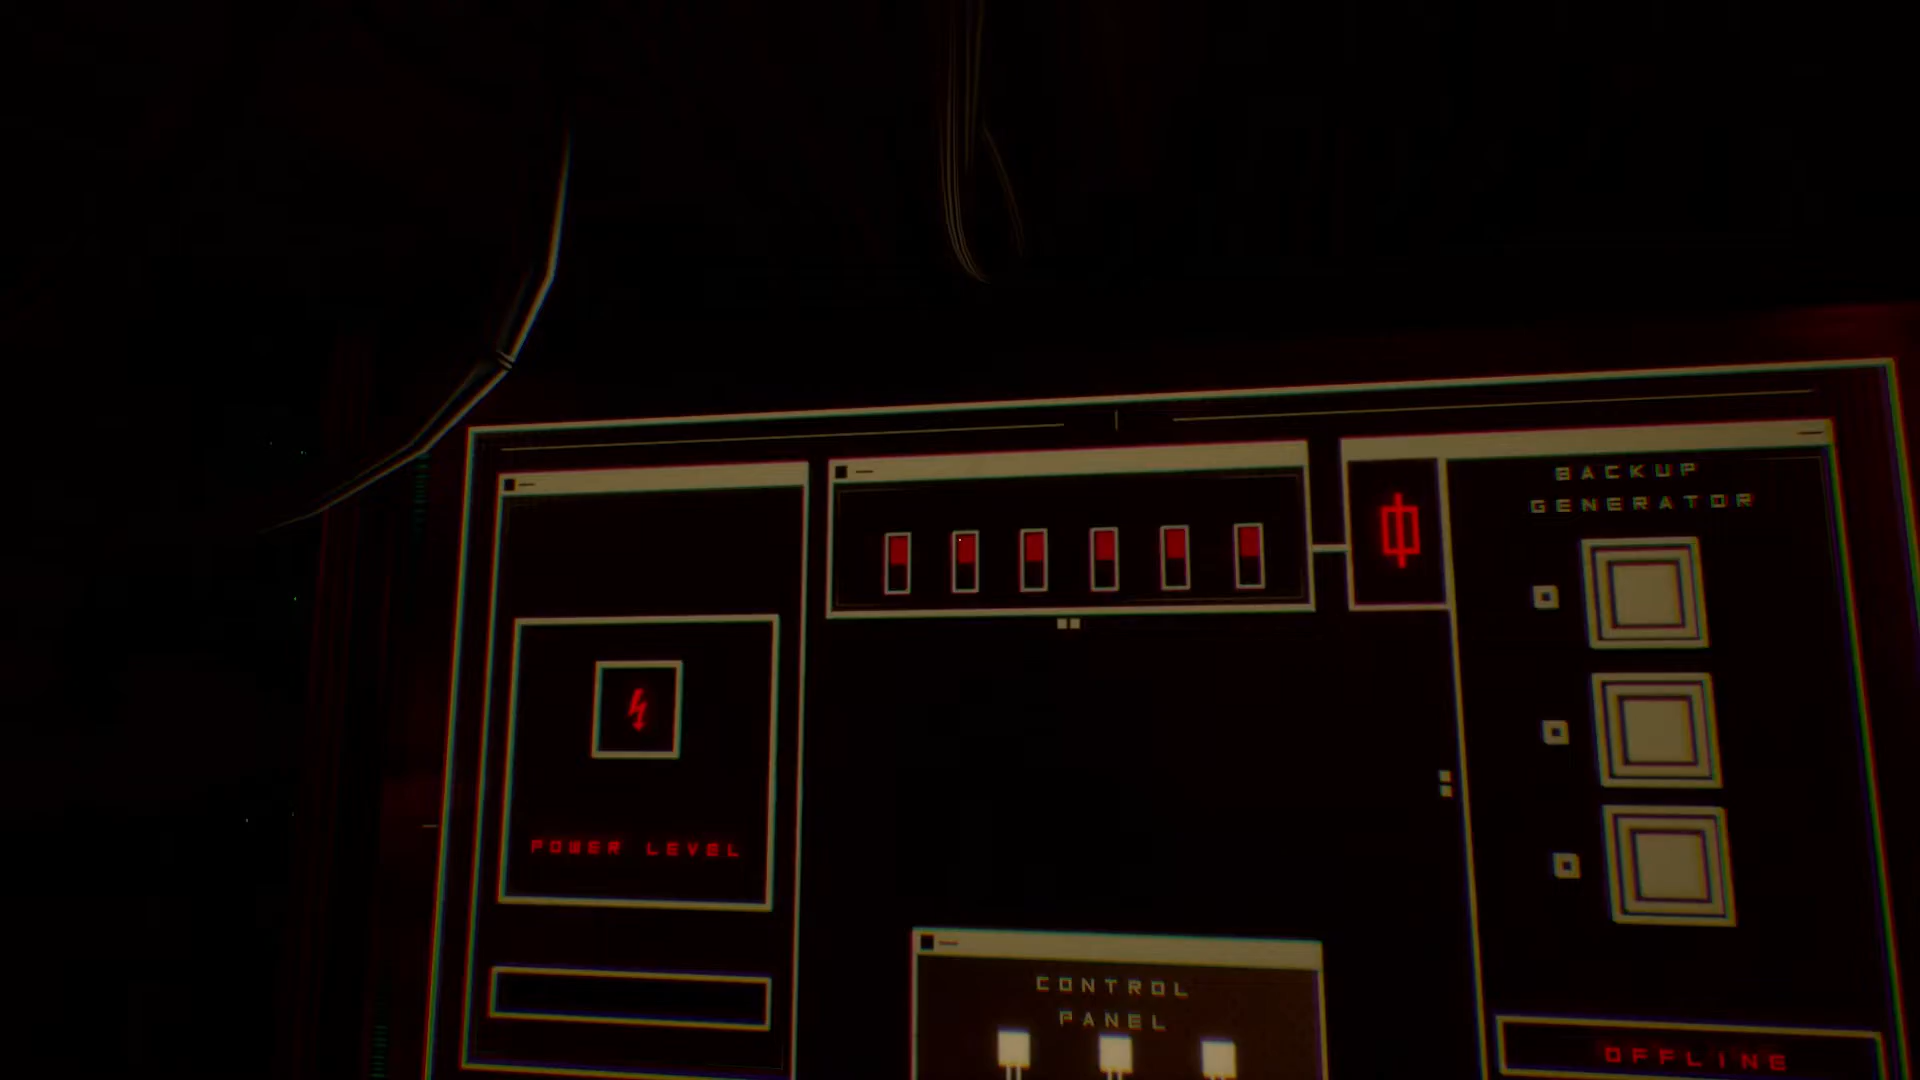 POWER LEVEL
CONTROL
PANEL
BACKUP
GENERATOR
OFFLINE